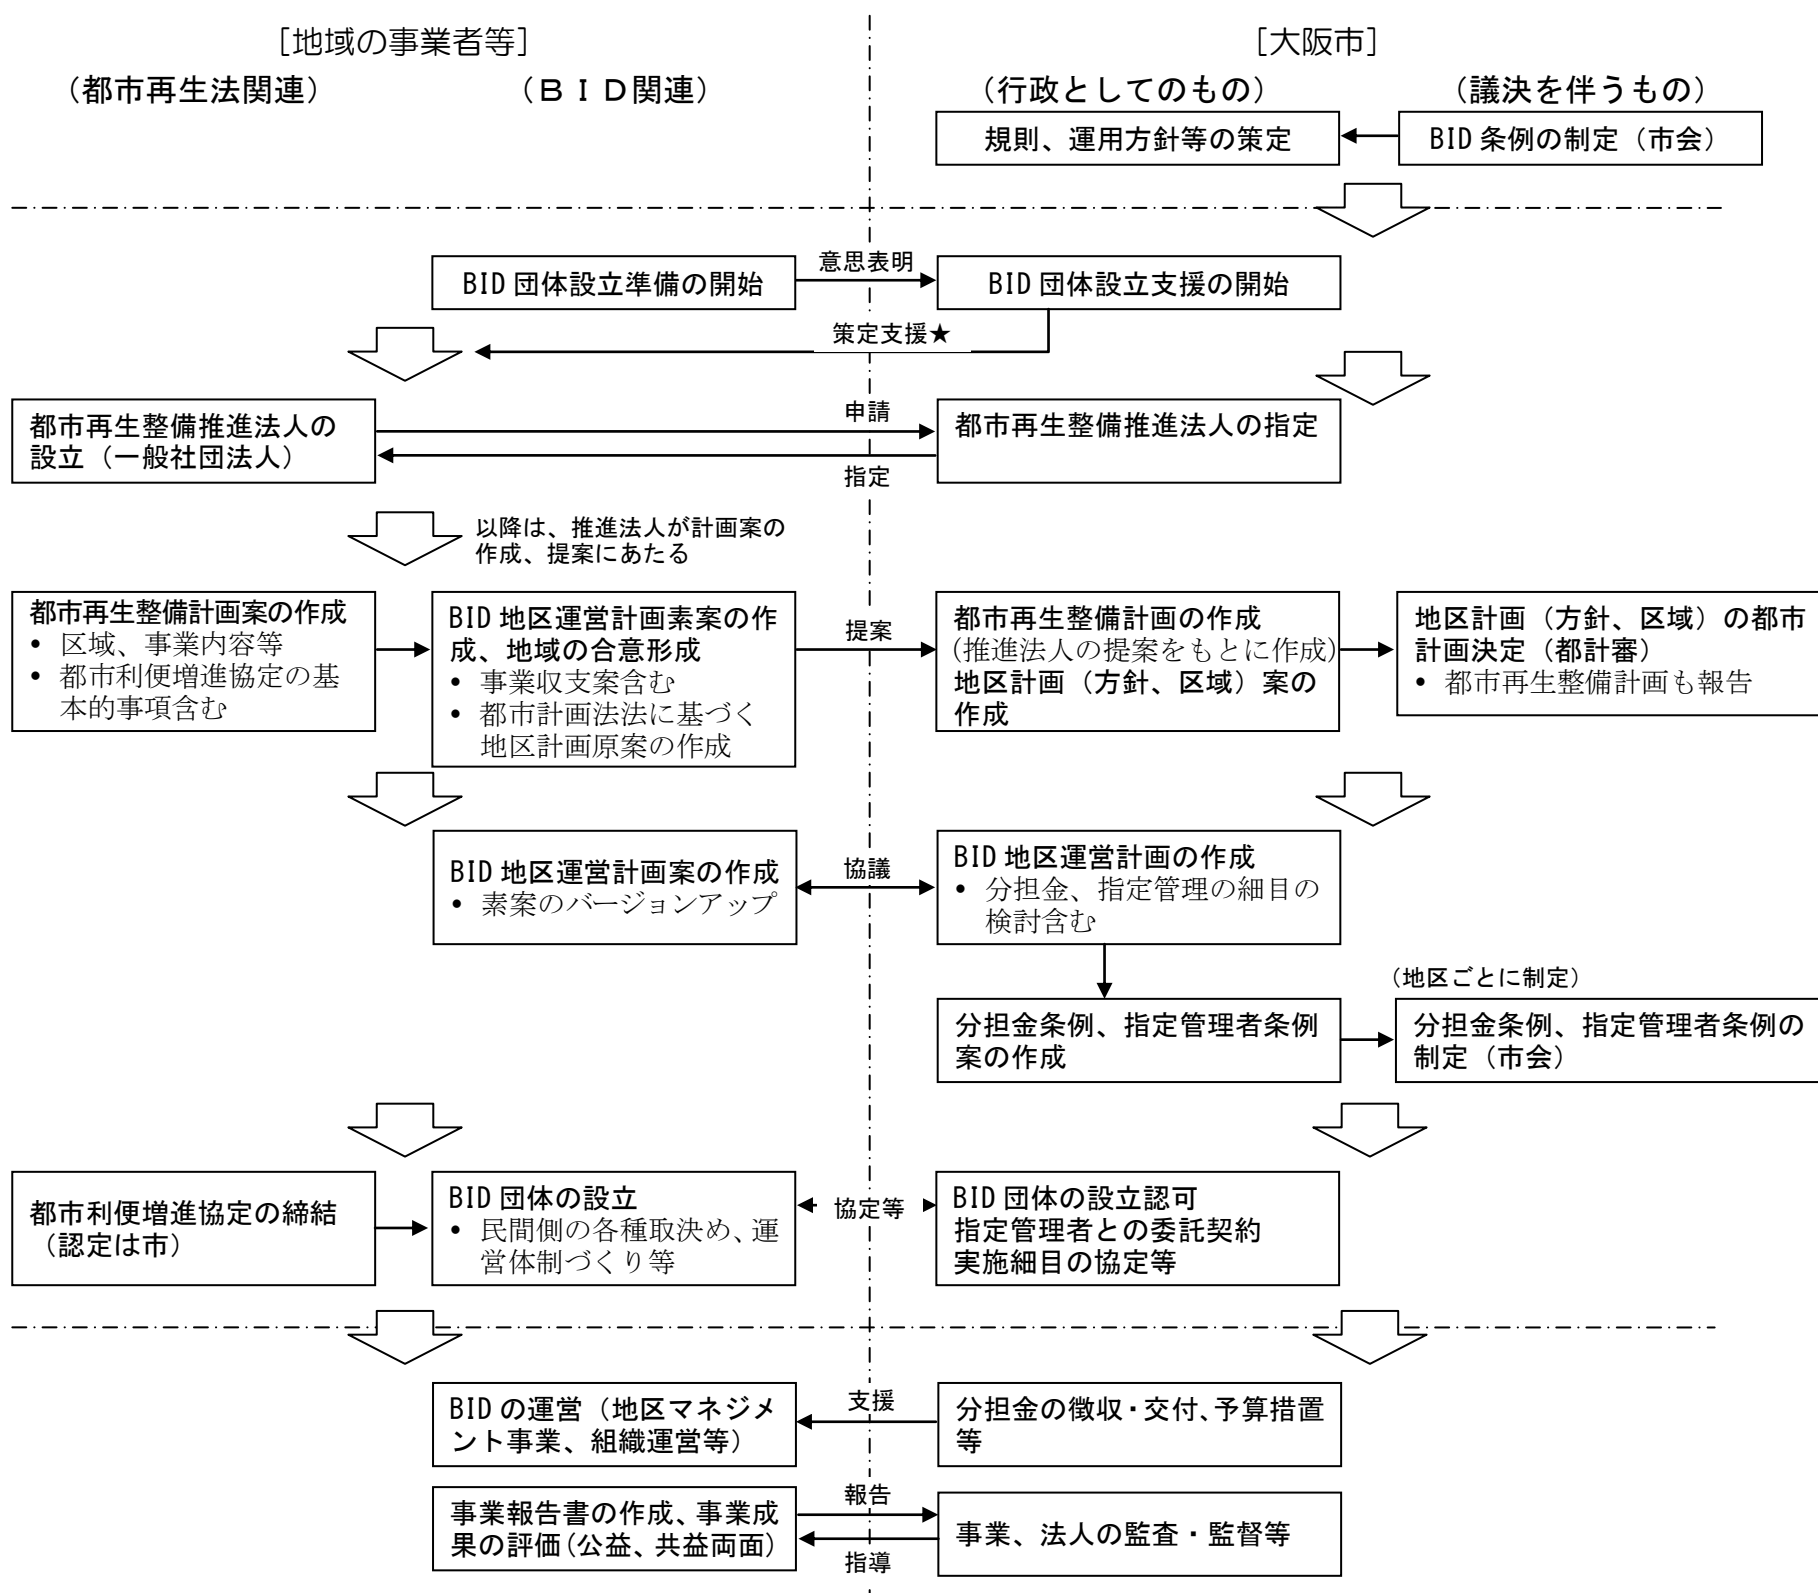 [地域の事業者等]
[大阪市]
（都市再生法関連）
（ＢＩＤ関連）
（行政としてのもの）
（議決を伴うもの）
規則、運用方針等の策定
BID 条例の制定（市会）
BID 団体設立準備の開始
意思表明
BID 団体設立支援の開始
策定支援★
都市再生整備推進法人の
設立（一般社団法人）
申請
指定
都市再生整備推進法人の指定
以降は、推進法人が計画案の
作成、提案にあたる
都市再生整備計画案の作成
• 区域、事業内容等
• 都市利便増進協定の基
本的事項含む
BID 地区運営計画素案の作
成、地域の合意形成
• 事業収支案含む
• 都市計画法法に基づく
地区計画原案の作成
提案
都市再生整備計画の作成
(推進法人の提案をもとに作成)
地区計画（方針、区域）案の
作成
地区計画（方針、区域）の都市
計画決定（都計審）
• 都市再生整備計画も報告
BID 地区運営計画案の作成
• 素案のバージョンアップ
協議
BID 地区運営計画の作成
• 分担金、指定管理の細目の
検討含む
（地区ごとに制定）
分担金条例、指定管理者条例
案の作成
分担金条例、指定管理者条例の
制定（市会）
都市利便増進協定の締結
（認定は市）
BID 団体の設立
• 民間側の各種取決め、運
営体制づくり等
協定等
BID 団体の設立認可
指定管理者との委託契約
実施細目の協定等
BID の運営（地区マネジメ
ント事業、組織運営等）
支援
分担金の徴収・交付、予算措置
等
事業報告書の作成、事業成
果の評価（公益、共益両面）
報告
指導
事業、法人の監査・監督等